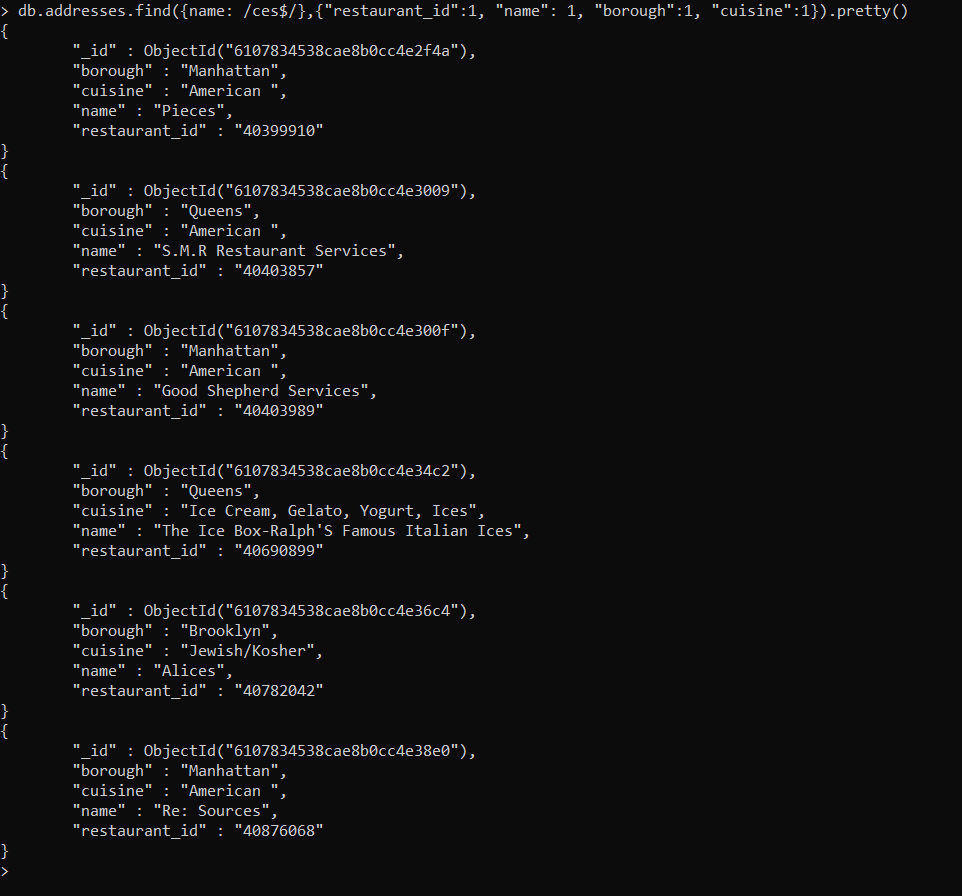 > db.addresses.find({name: /ces$/},{"restaurant_id":1, "name": 1, "borough":1, "cuisine":1}).pretty()
{
        "_id" : ObjectId("6107834538cae8b0cc4e2f4a"),
        "borough" : "Manhattan",
        "cuisine" : "American ",
        "name" : "Pieces",
        "restaurant_id" : "40399910"
}
{
        "_id" : ObjectId("6107834538cae8b0cc4e3009"),
        "borough" : "Queens",
        "cuisine" : "American ",
        "name" : "S.M.R Restaurant Services",
        "restaurant_id" : "40403857"
}
{
        "_id" : ObjectId("6107834538cae8b0cc4e300f"),
        "borough" : "Manhattan",
        "cuisine" : "American ",
        "name" : "Good Shepherd Services",
        "restaurant_id" : "40403989"
}
{
        "_id" : ObjectId("6107834538cae8b0cc4e34c2"),
        "borough" : "Queens",
        "cuisine" : "Ice Cream, Gelato, Yogurt, Ices",
        "name" : "The Ice Box-Ralph'S Famous Italian Ices",
        "restaurant_id" : "40690899"
}
{
        "_id" : ObjectId("6107834538cae8b0cc4e36c4"),
        "borough" : "Brooklyn",
        "cuisine" : "Jewish/Kosher",
        "name" : "Alices",
        "restaurant_id" : "40782042"
}
{
        "_id" : ObjectId("6107834538cae8b0cc4e38e0"),
        "borough" : "Manhattan",
        "cuisine" : "American ",
        "name" : "Re: Sources",
        "restaurant_id" : "40876068"
}
>